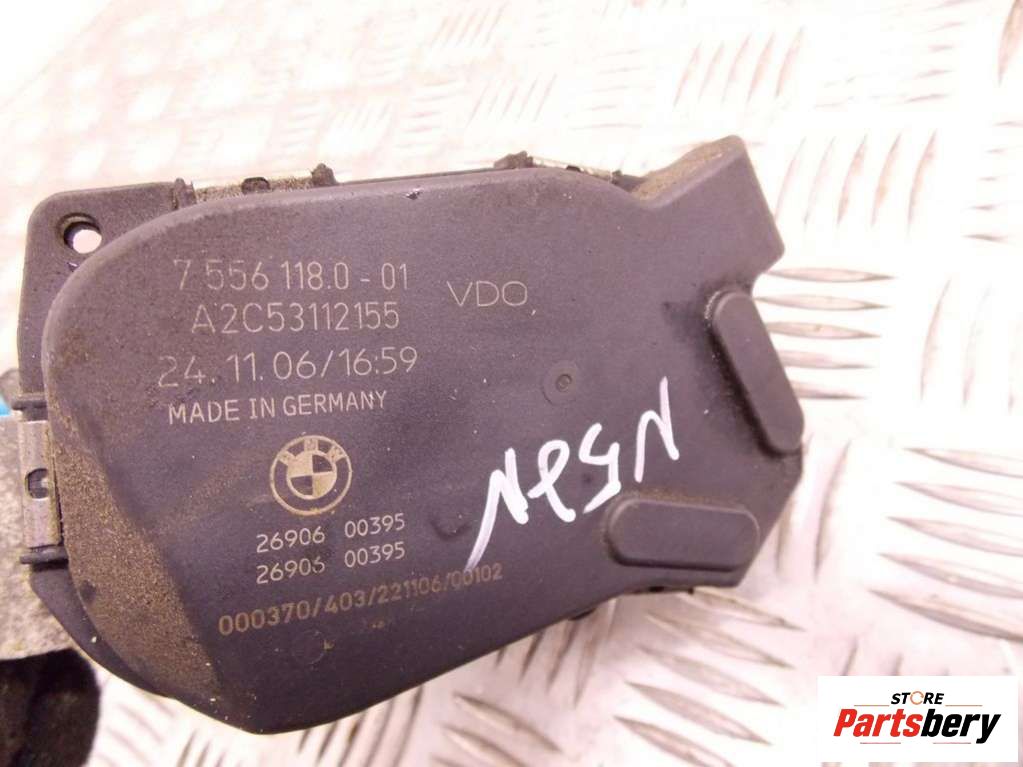 7 556 118.0 - 01
A2C53112155
VDO
24.11.06/16:59
MADE IN GERMANY
BMW
26906 00395
26906 00395
000370/403/221106/00102
STORE
Partsbery